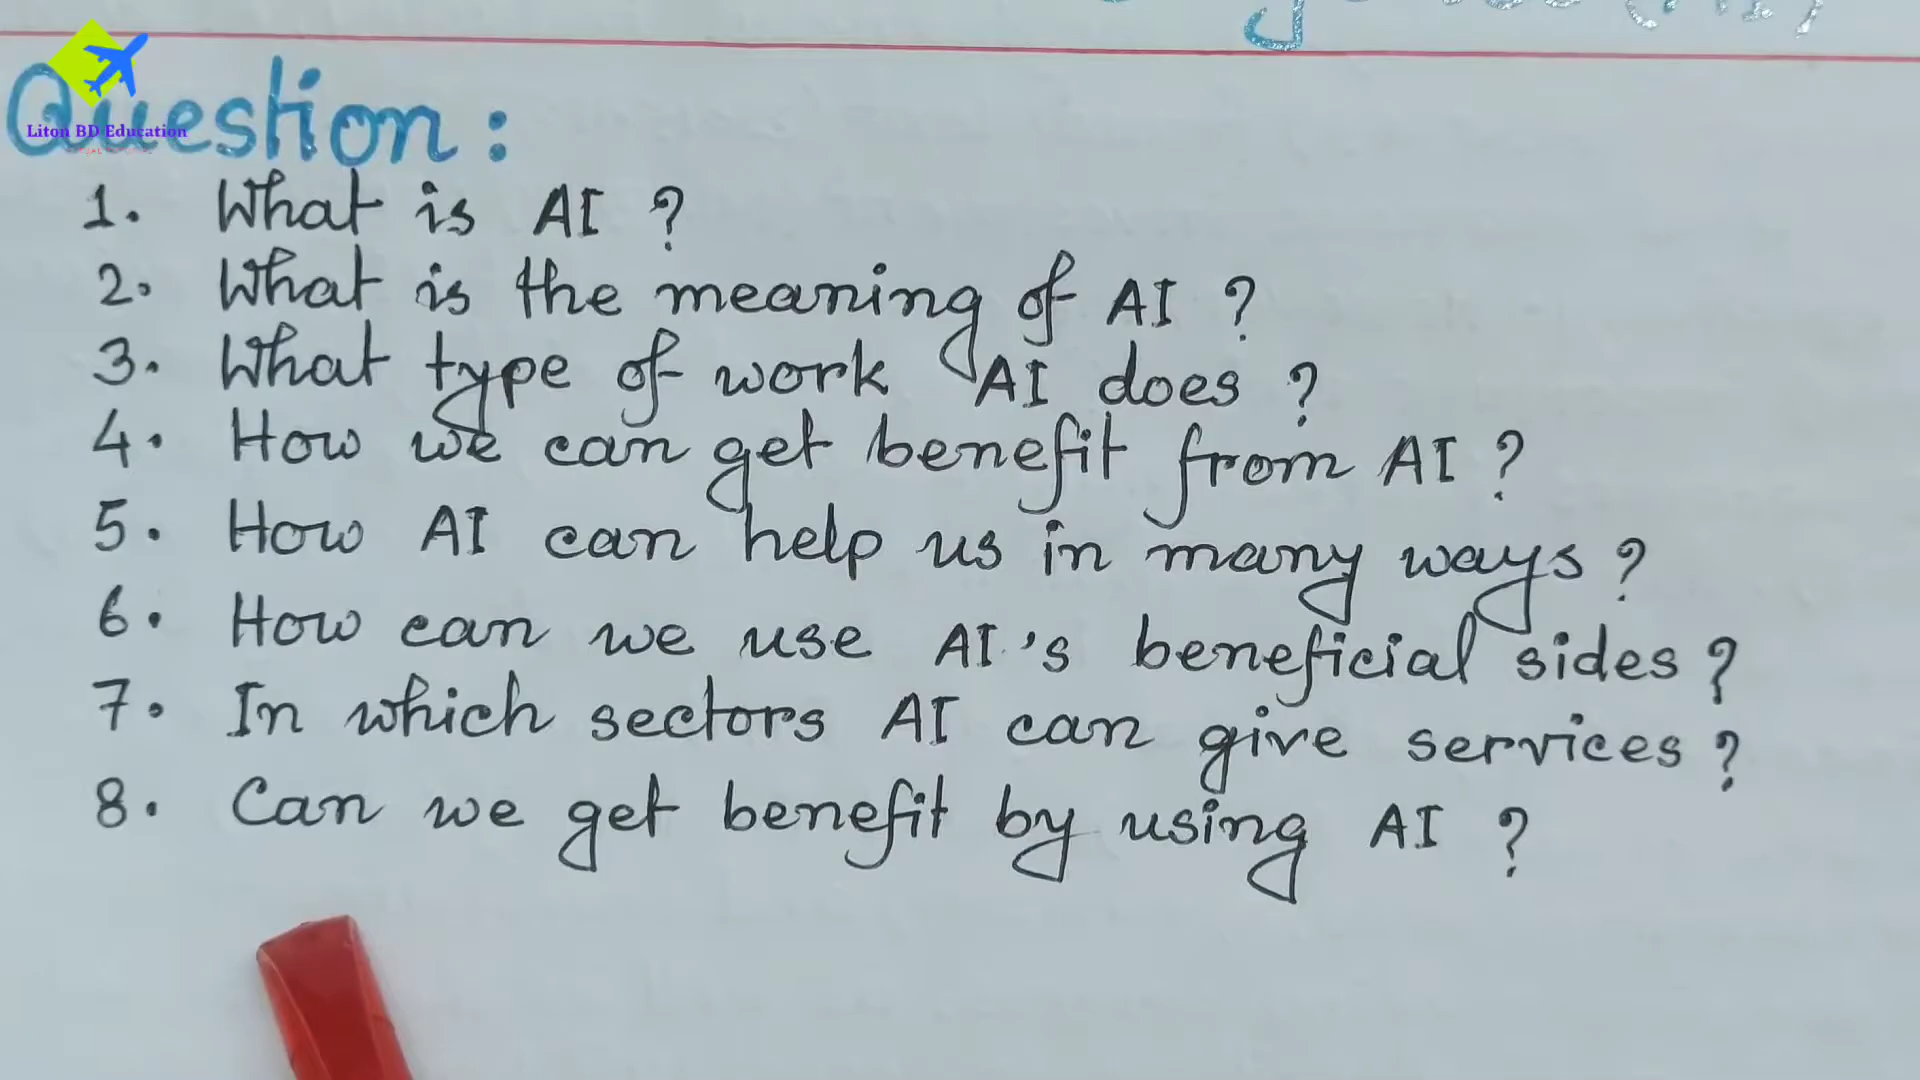 Question :
Liton BD Education
1. What is AI ?
2. What is the meaning of AI ?
3. What type of work AI does ?
4. How we can get benefit from AI ?
5. How AI can help us in many ways ?
6. How can we use AI's beneficial sides ?
7. In which sectors AI can give services ?
8. Can we get benefit by using AI ?